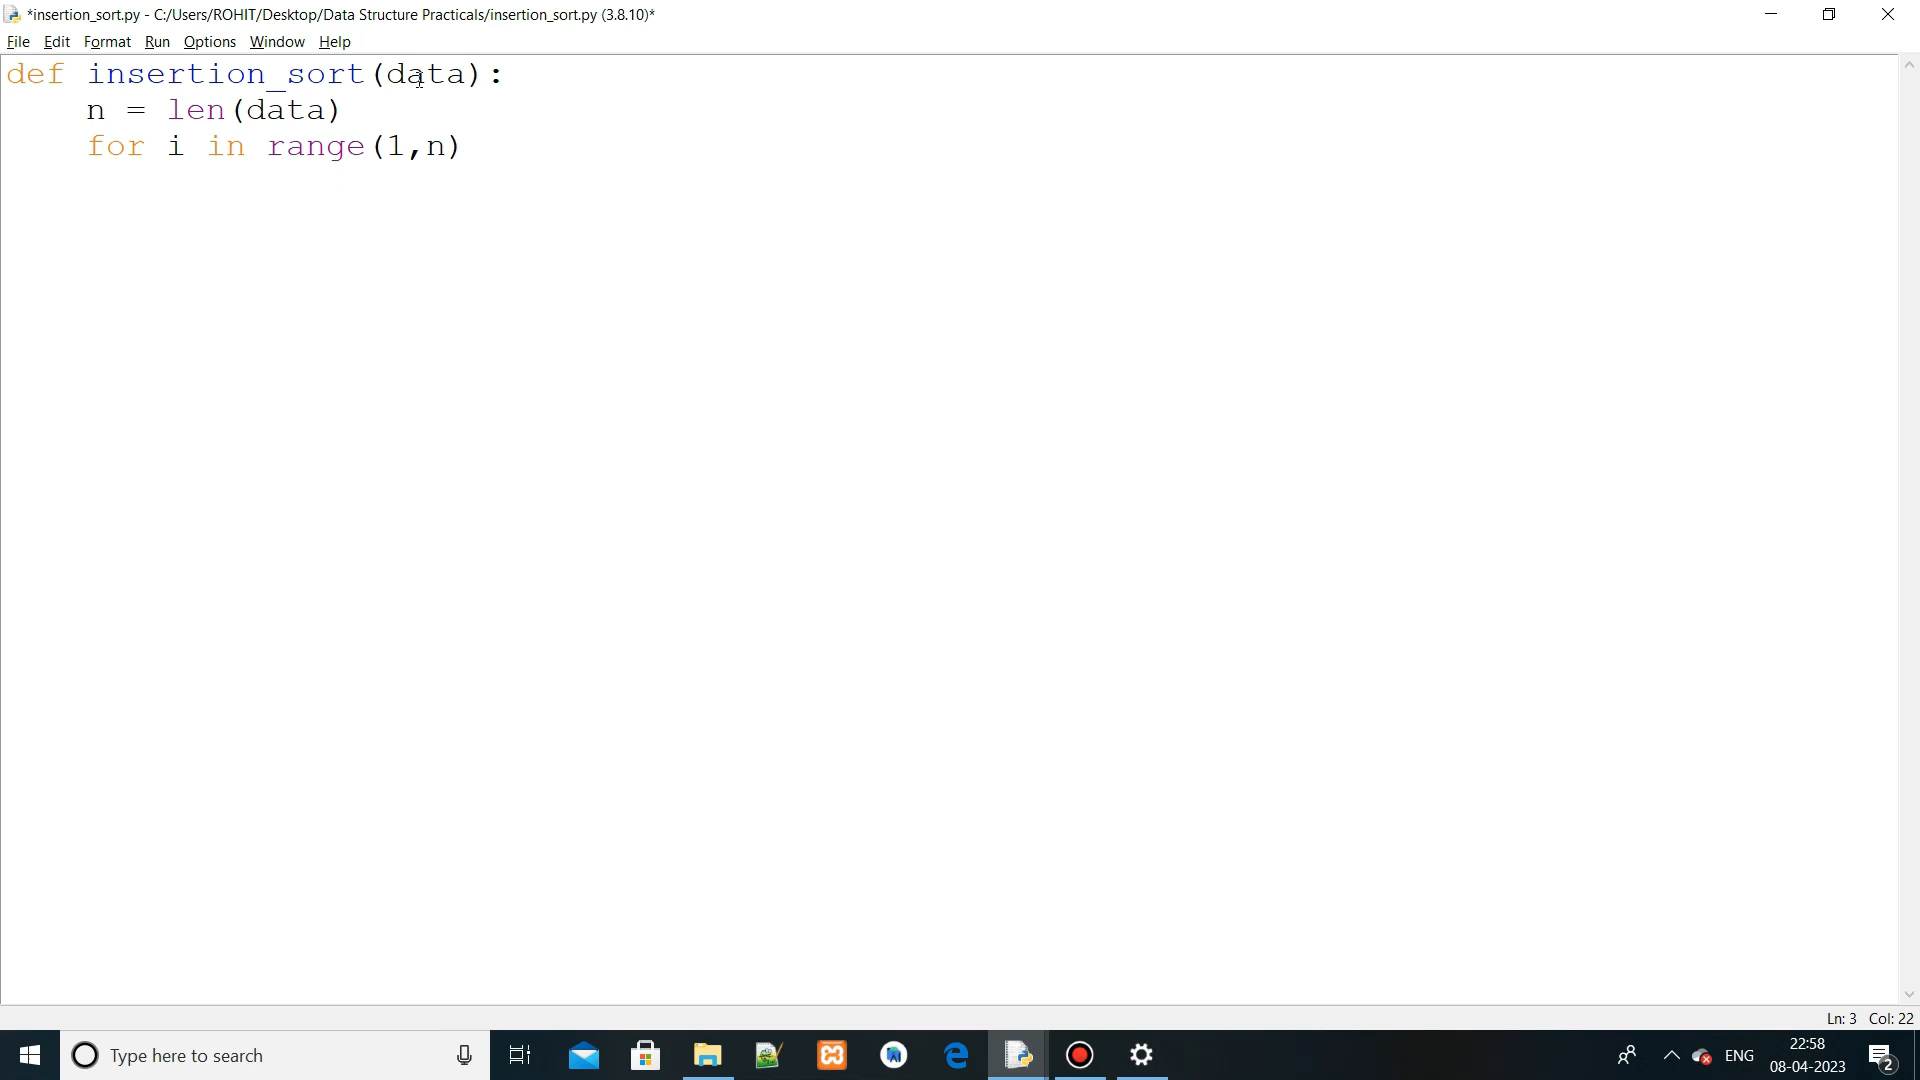 *insertion_sort.py - C:/Users/ROHIT/Desktop/Data Structure Practicals/insertion_sort.py (3.8.10)*
File Edit Format Run Options Window Help
def insertion_sort(data):
    n = len(data)
    for i in range(1,n)
Ln: 3 Col: 22
Type here to search
ENG
22:58
08-04-2023
2